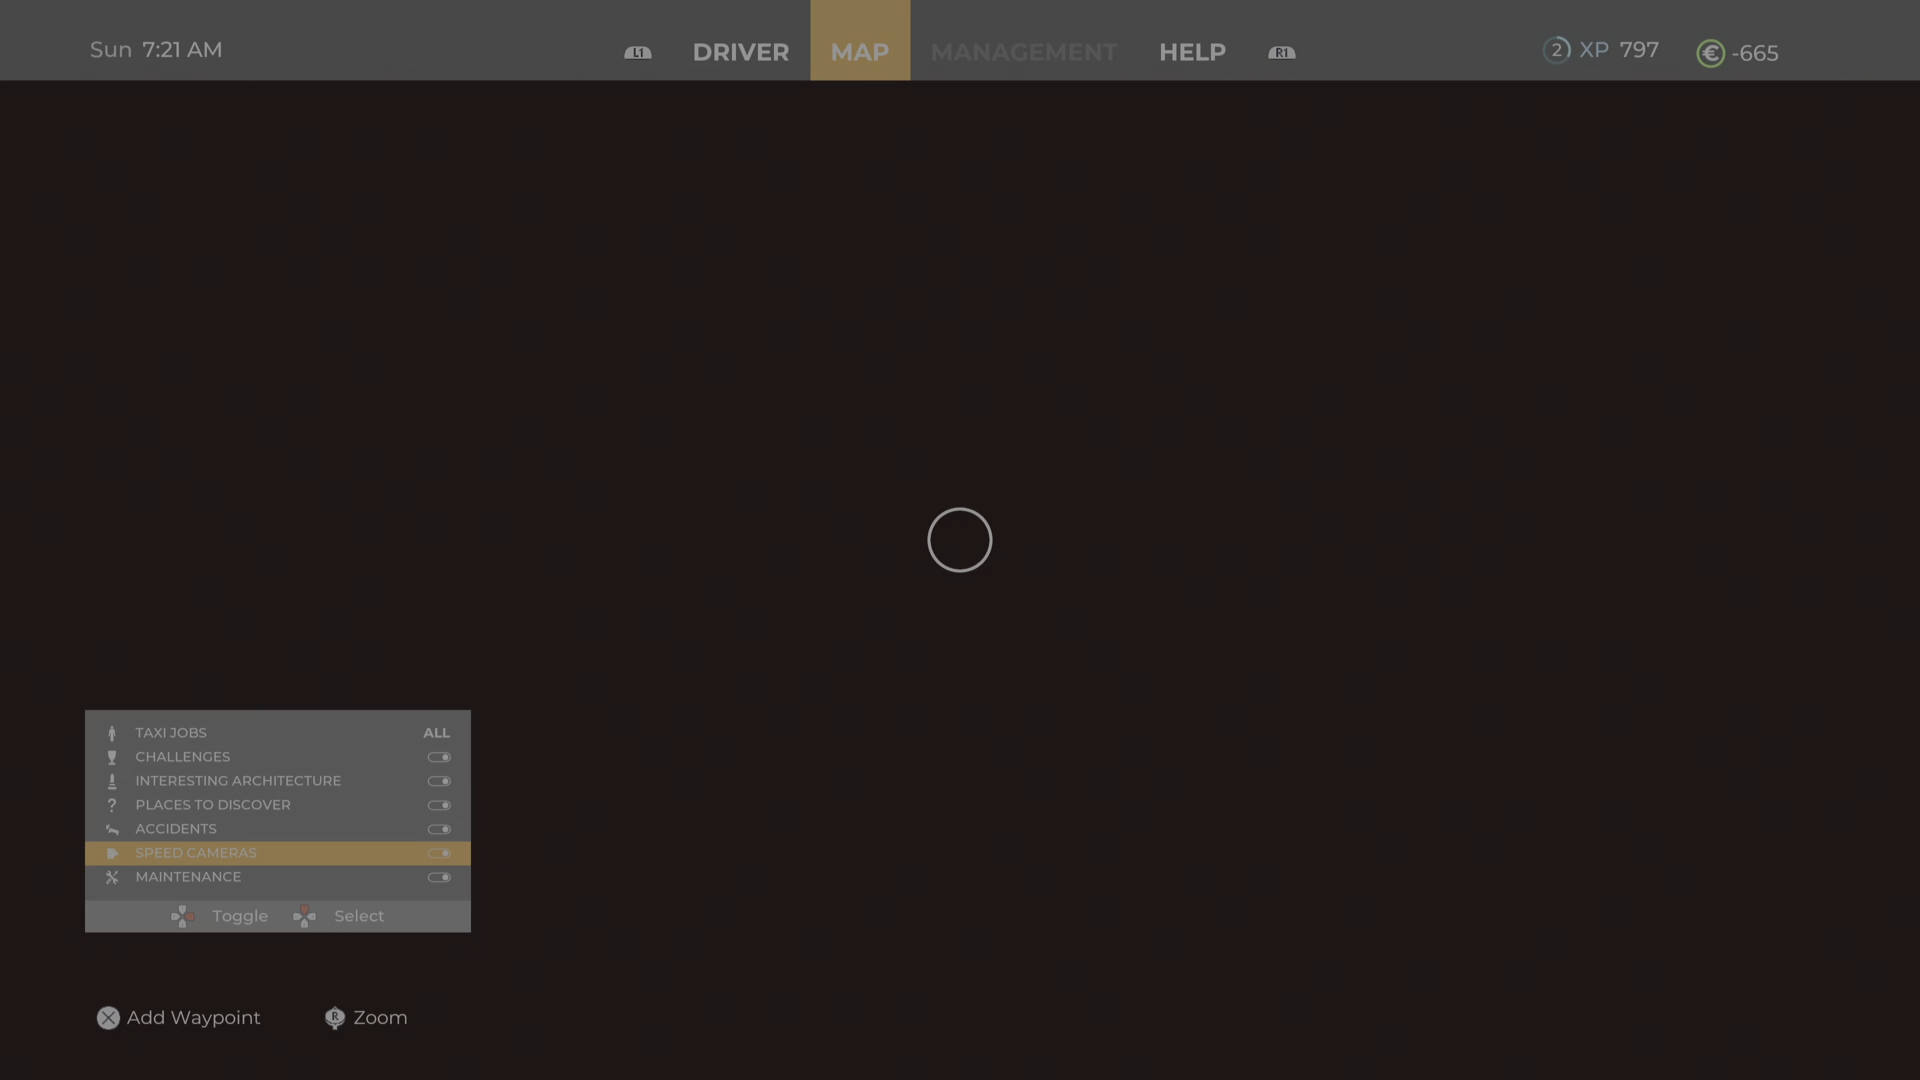 Sun 7:21 AM
L1 DRIVER MAP MANAGEMENT HELP R1
2 XP 797 € -665
TAXI JOBS ALL
CHALLENGES
INTERESTING ARCHITECTURE
? PLACES TO DISCOVER
ACCIDENTS
SPEED CAMERAS
MAINTENANCE
Toggle Select
Add Waypoint R Zoom